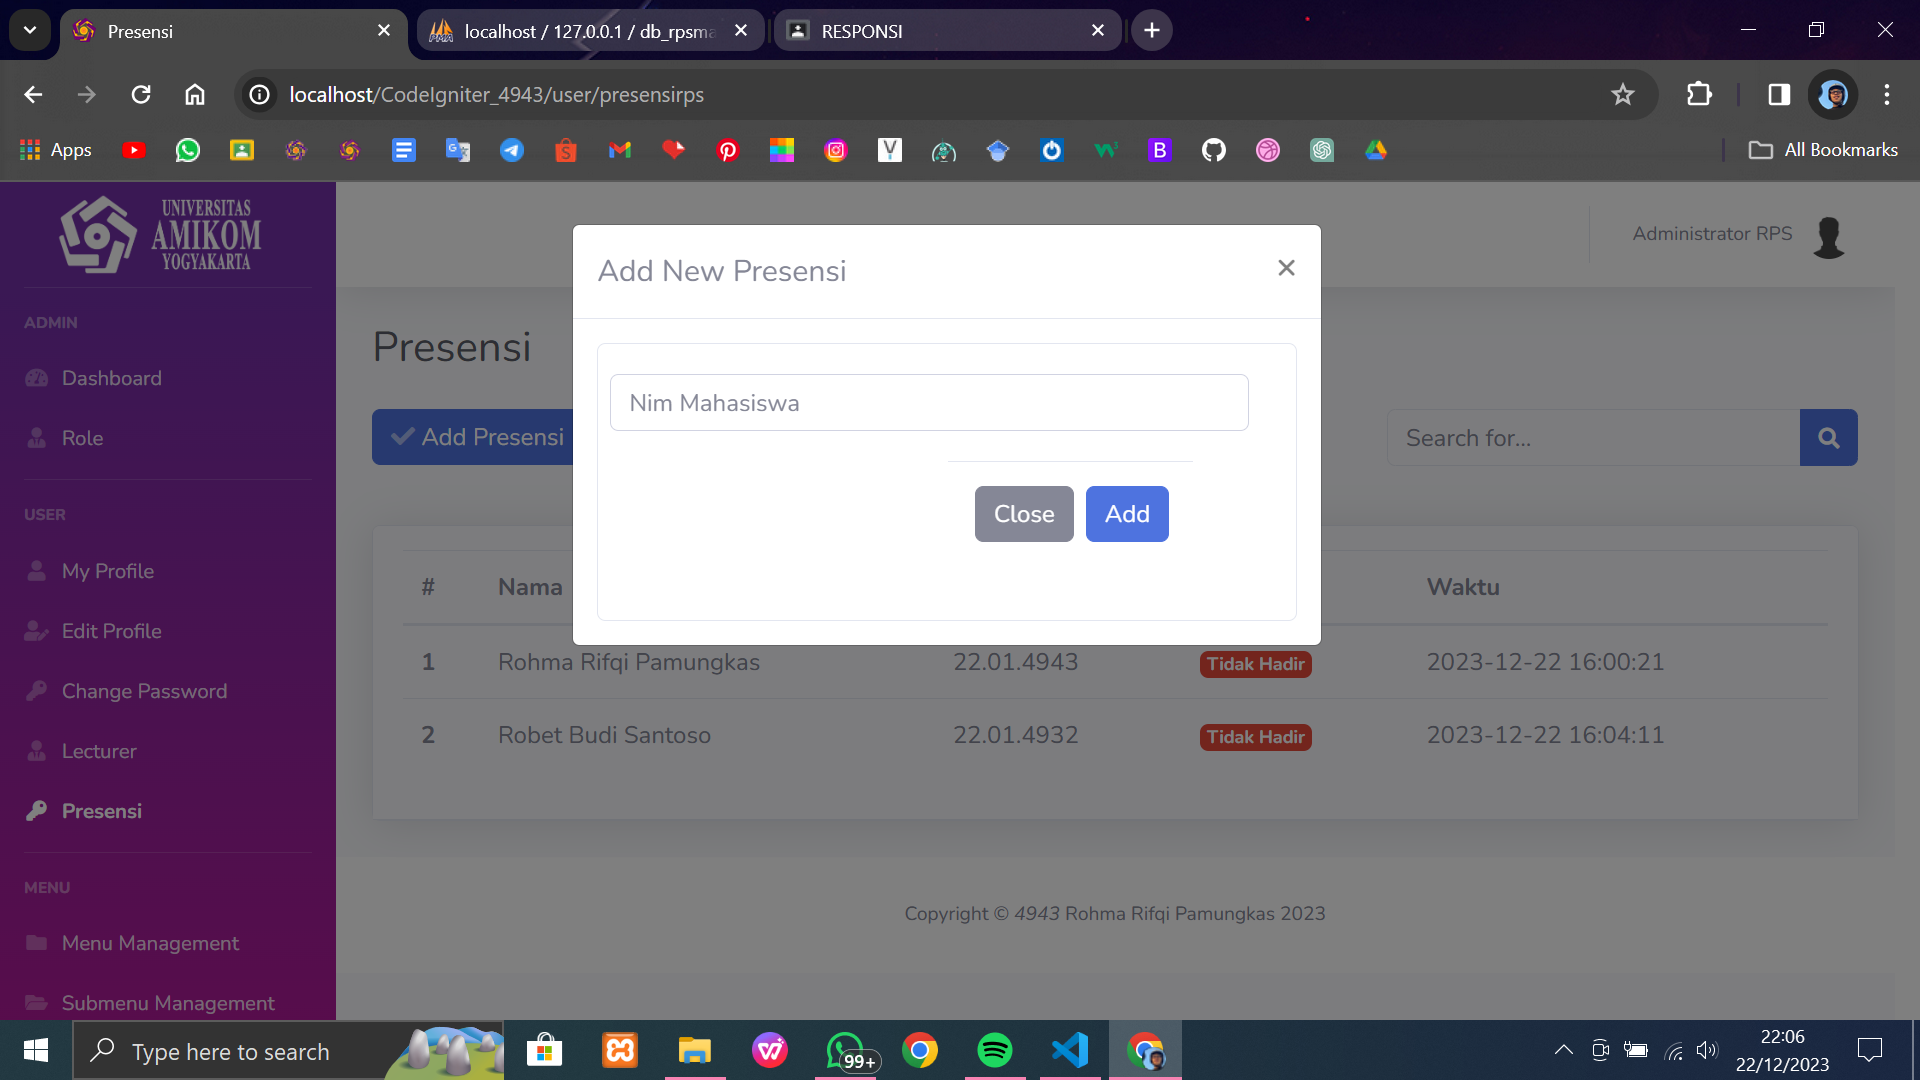 Presensi
localhost / 127.0.0.1 / db_rpsma
RESPONSI
localhost/CodeIgniter_4943/user/presensirps
Apps
All Bookmarks
UNIVERSITAS
AMIKOM
YOGYAKARTA
Administrator RPS
Add New Presensi
ADMIN
Presensi
Dashboard
Nim Mahasiswa
Role
Add Presensi
Search for...
USER
Close
Add
My Profile
#
Nama
Waktu
Edit Profile
1
Rohma Rifqi Pamungkas
22.01.4943
Tidak Hadir
2023-12-22 16:00:21
Change Password
2
Robet Budi Santoso
22.01.4932
Tidak Hadir
2023-12-22 16:04:11
Lecturer
Presensi
MENU
Copyright © 4943 Rohma Rifqi Pamungkas 2023
Menu Management
Submenu Management
Type here to search
99+
22:06
22/12/2023